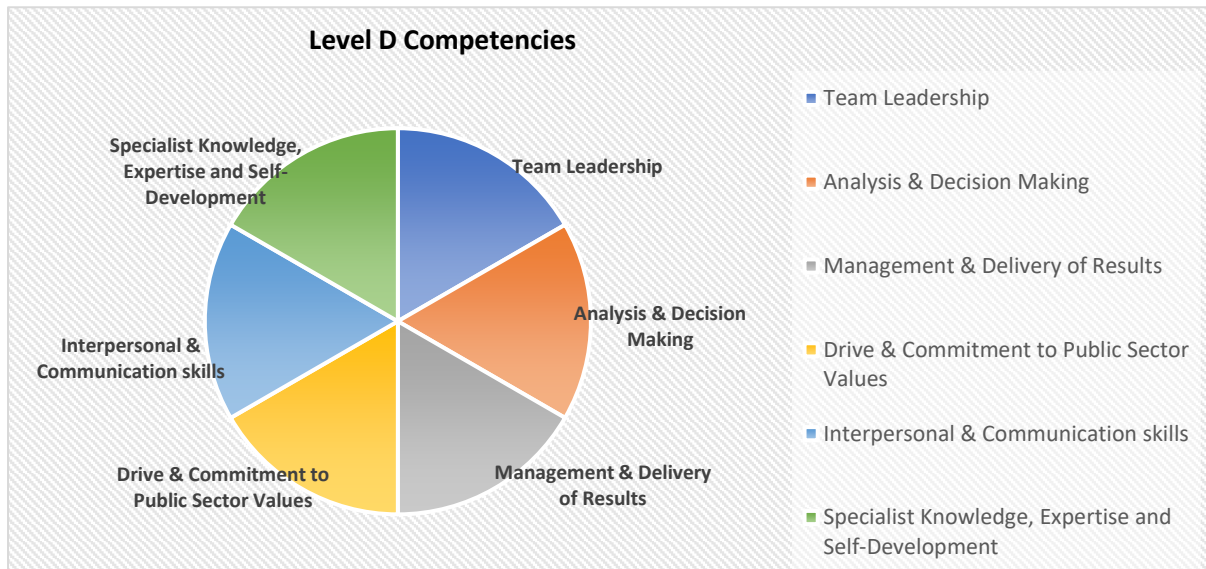 Level D Competencies
Specialist Knowledge,
Expertise and Self-
Development
Team Leadership
Analysis & Decision
Making
Management & Delivery
of Results
Drive & Commitment to
Public Sector Values
Interpersonal &
Communication skills
Team Leadership
Analysis & Decision Making
Management & Delivery of Results
Drive & Commitment to Public Sector
Values
Interpersonal & Communication skills
Specialist Knowledge, Expertise and
Self-Development